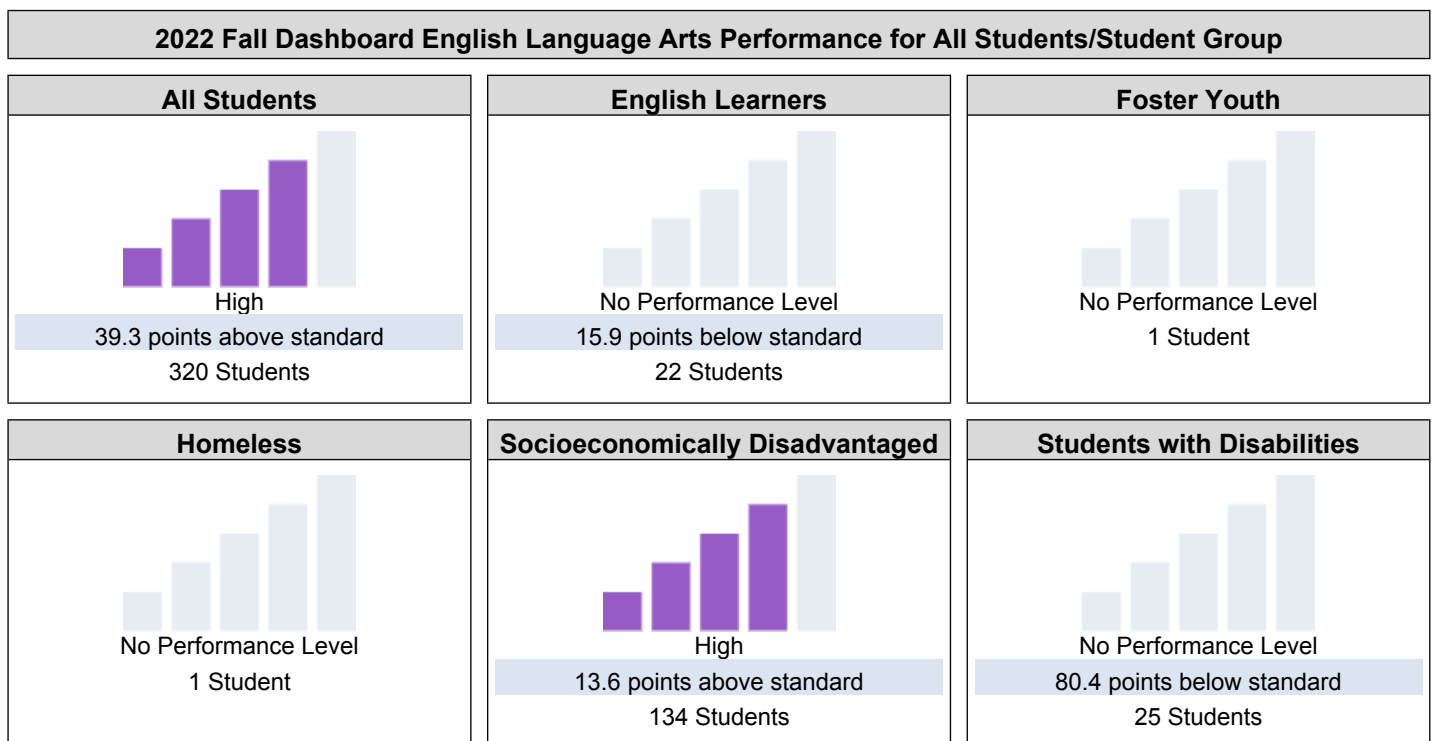 2022 Fall Dashboard English Language Arts Performance for All Students/Student Group
All Students
High
39.3 points above standard
320 Students
English Learners
No Performance Level
15.9 points below standard
22 Students
Foster Youth
No Performance Level
1 Student
Homeless
No Performance Level
1 Student
Socioeconomically Disadvantaged
High
13.6 points above standard
134 Students
Students with Disabilities
No Performance Level
80.4 points below standard
25 Students